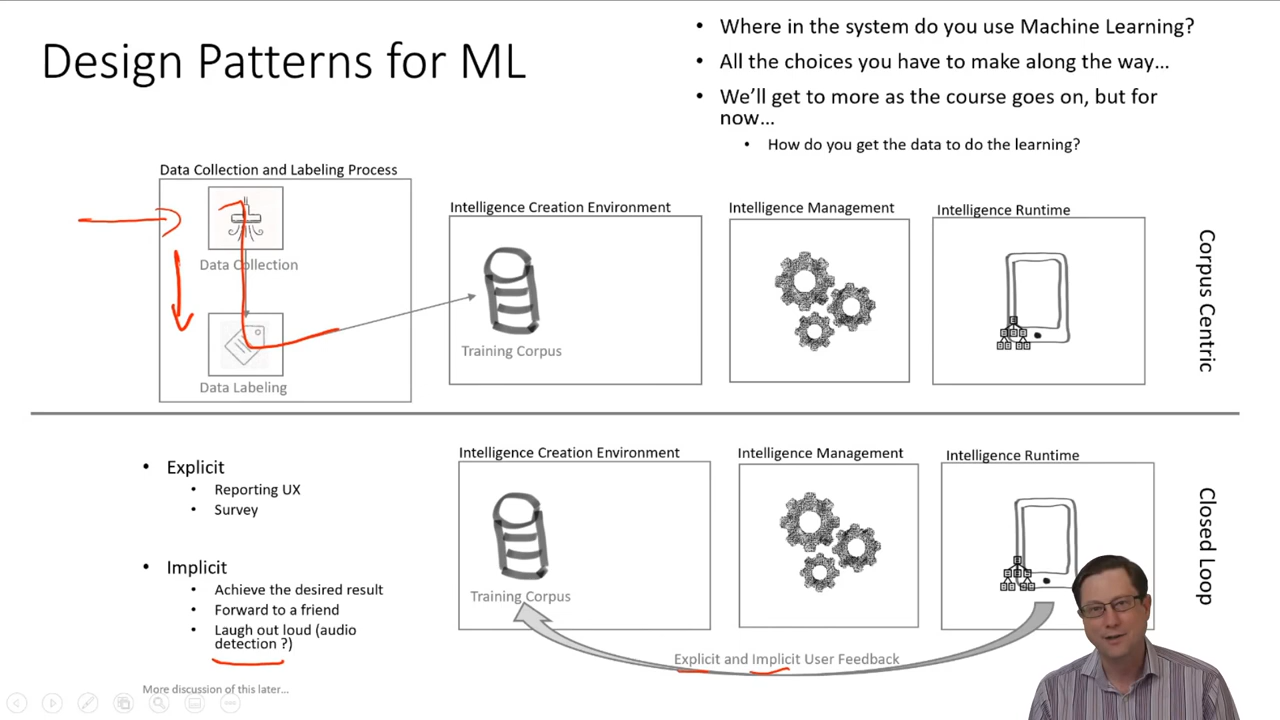 Design Patterns for ML
• Where in the system do you use Machine Learning?
• All the choices you have to make along the way…
• We'll get to more as the course goes on, but for
now…
• How do you get the data to do the learning?
Data Collection and Labeling Process
Data Collection
Data Labeling
Intelligence Creation Environment
Training Corpus
Intelligence Management
Intelligence Runtime
Corpus Centric
• Explicit
• Reporting UX
• Survey
• Implicit
• Achieve the desired result
• Forward to a friend
• Laugh out loud (audio
detection ?)
More discussion of this later…
Intelligence Creation Environment
Training Corpus
Intelligence Management
Intelligence Runtime
Explicit and Implicit User Feedback
Closed Loop